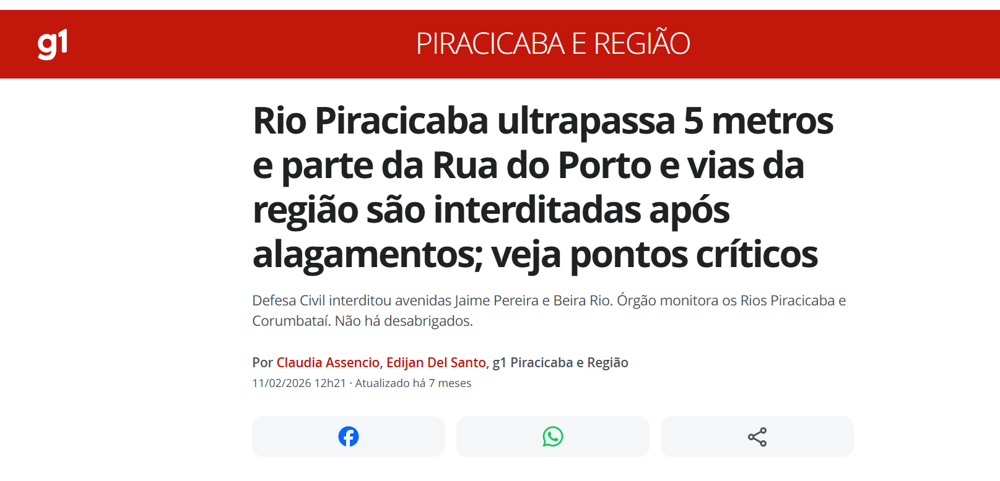 g1
PIRACICABA E REGIÃO
Rio Piracicaba ultrapassa 5 metros
e parte da Rua do Porto e vias da
região são interditadas após
alagamentos; veja pontos críticos
Defesa Civil interditou avenidas Jaime Pereira e Beira Rio. Órgão monitora os Rios Piracicaba e
Corumbataí. Não há desabrigados.
Por Claudia Assencio, Edijan Del Santo, g1 Piracicaba e Região
11/02/2026 12h21 · Atualizado há 7 meses